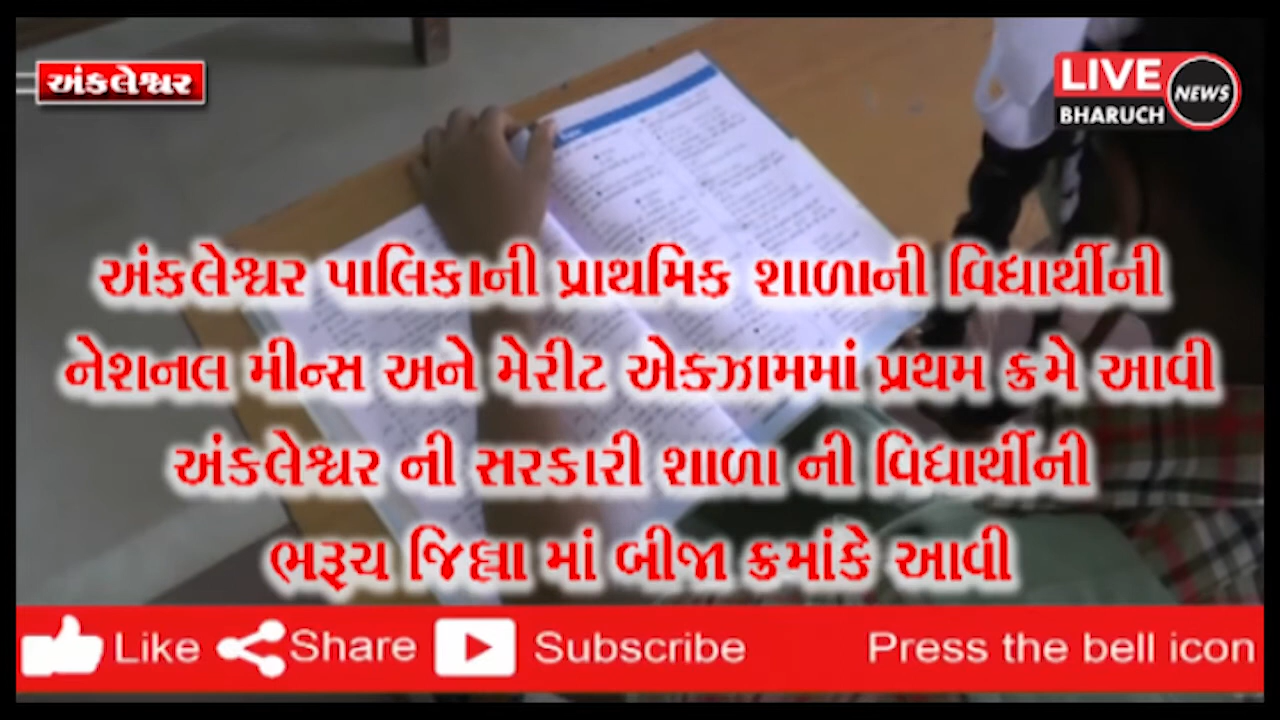 અંકલેશ્વર
LIVE
BHARUCH
NEWS
અંકલેશ્વર પાલિકાની પ્રાથમિક શાળાની વિદ્યાર્થીની
નેશનલ મીન્સ અને મેરીટ એક્ઝામમાં પ્રથમ ક્રમે આવી
અંકલેશ્વર ની સરકારી શાળા ની વિદ્યાર્થીની
ભરૂચ જિલ્લા માં બીજા ક્રમાંકે આવી
Like Share Subscribe Press the bell icon